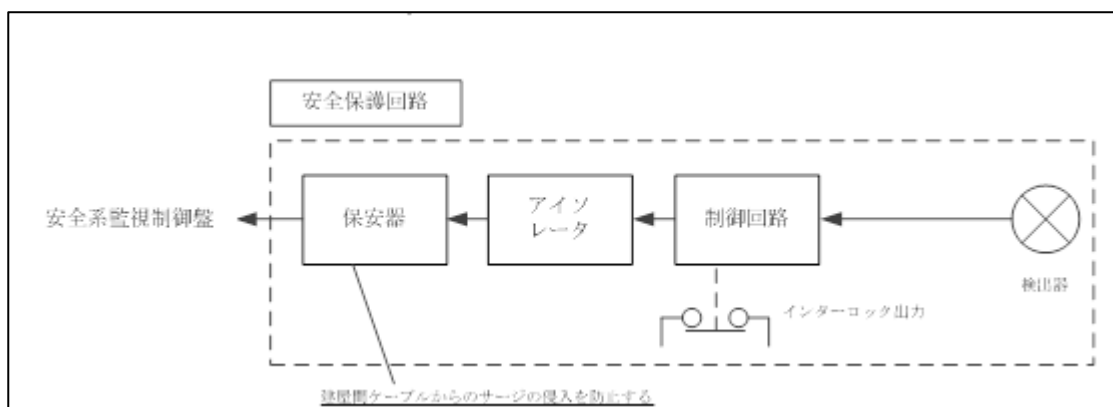 安全保護回路
安全系監視制御盤
保安器
アイソ
レータ
制御回路
検出器
インターロック出力
建屋間ケーブルからのサージの侵入を防止する